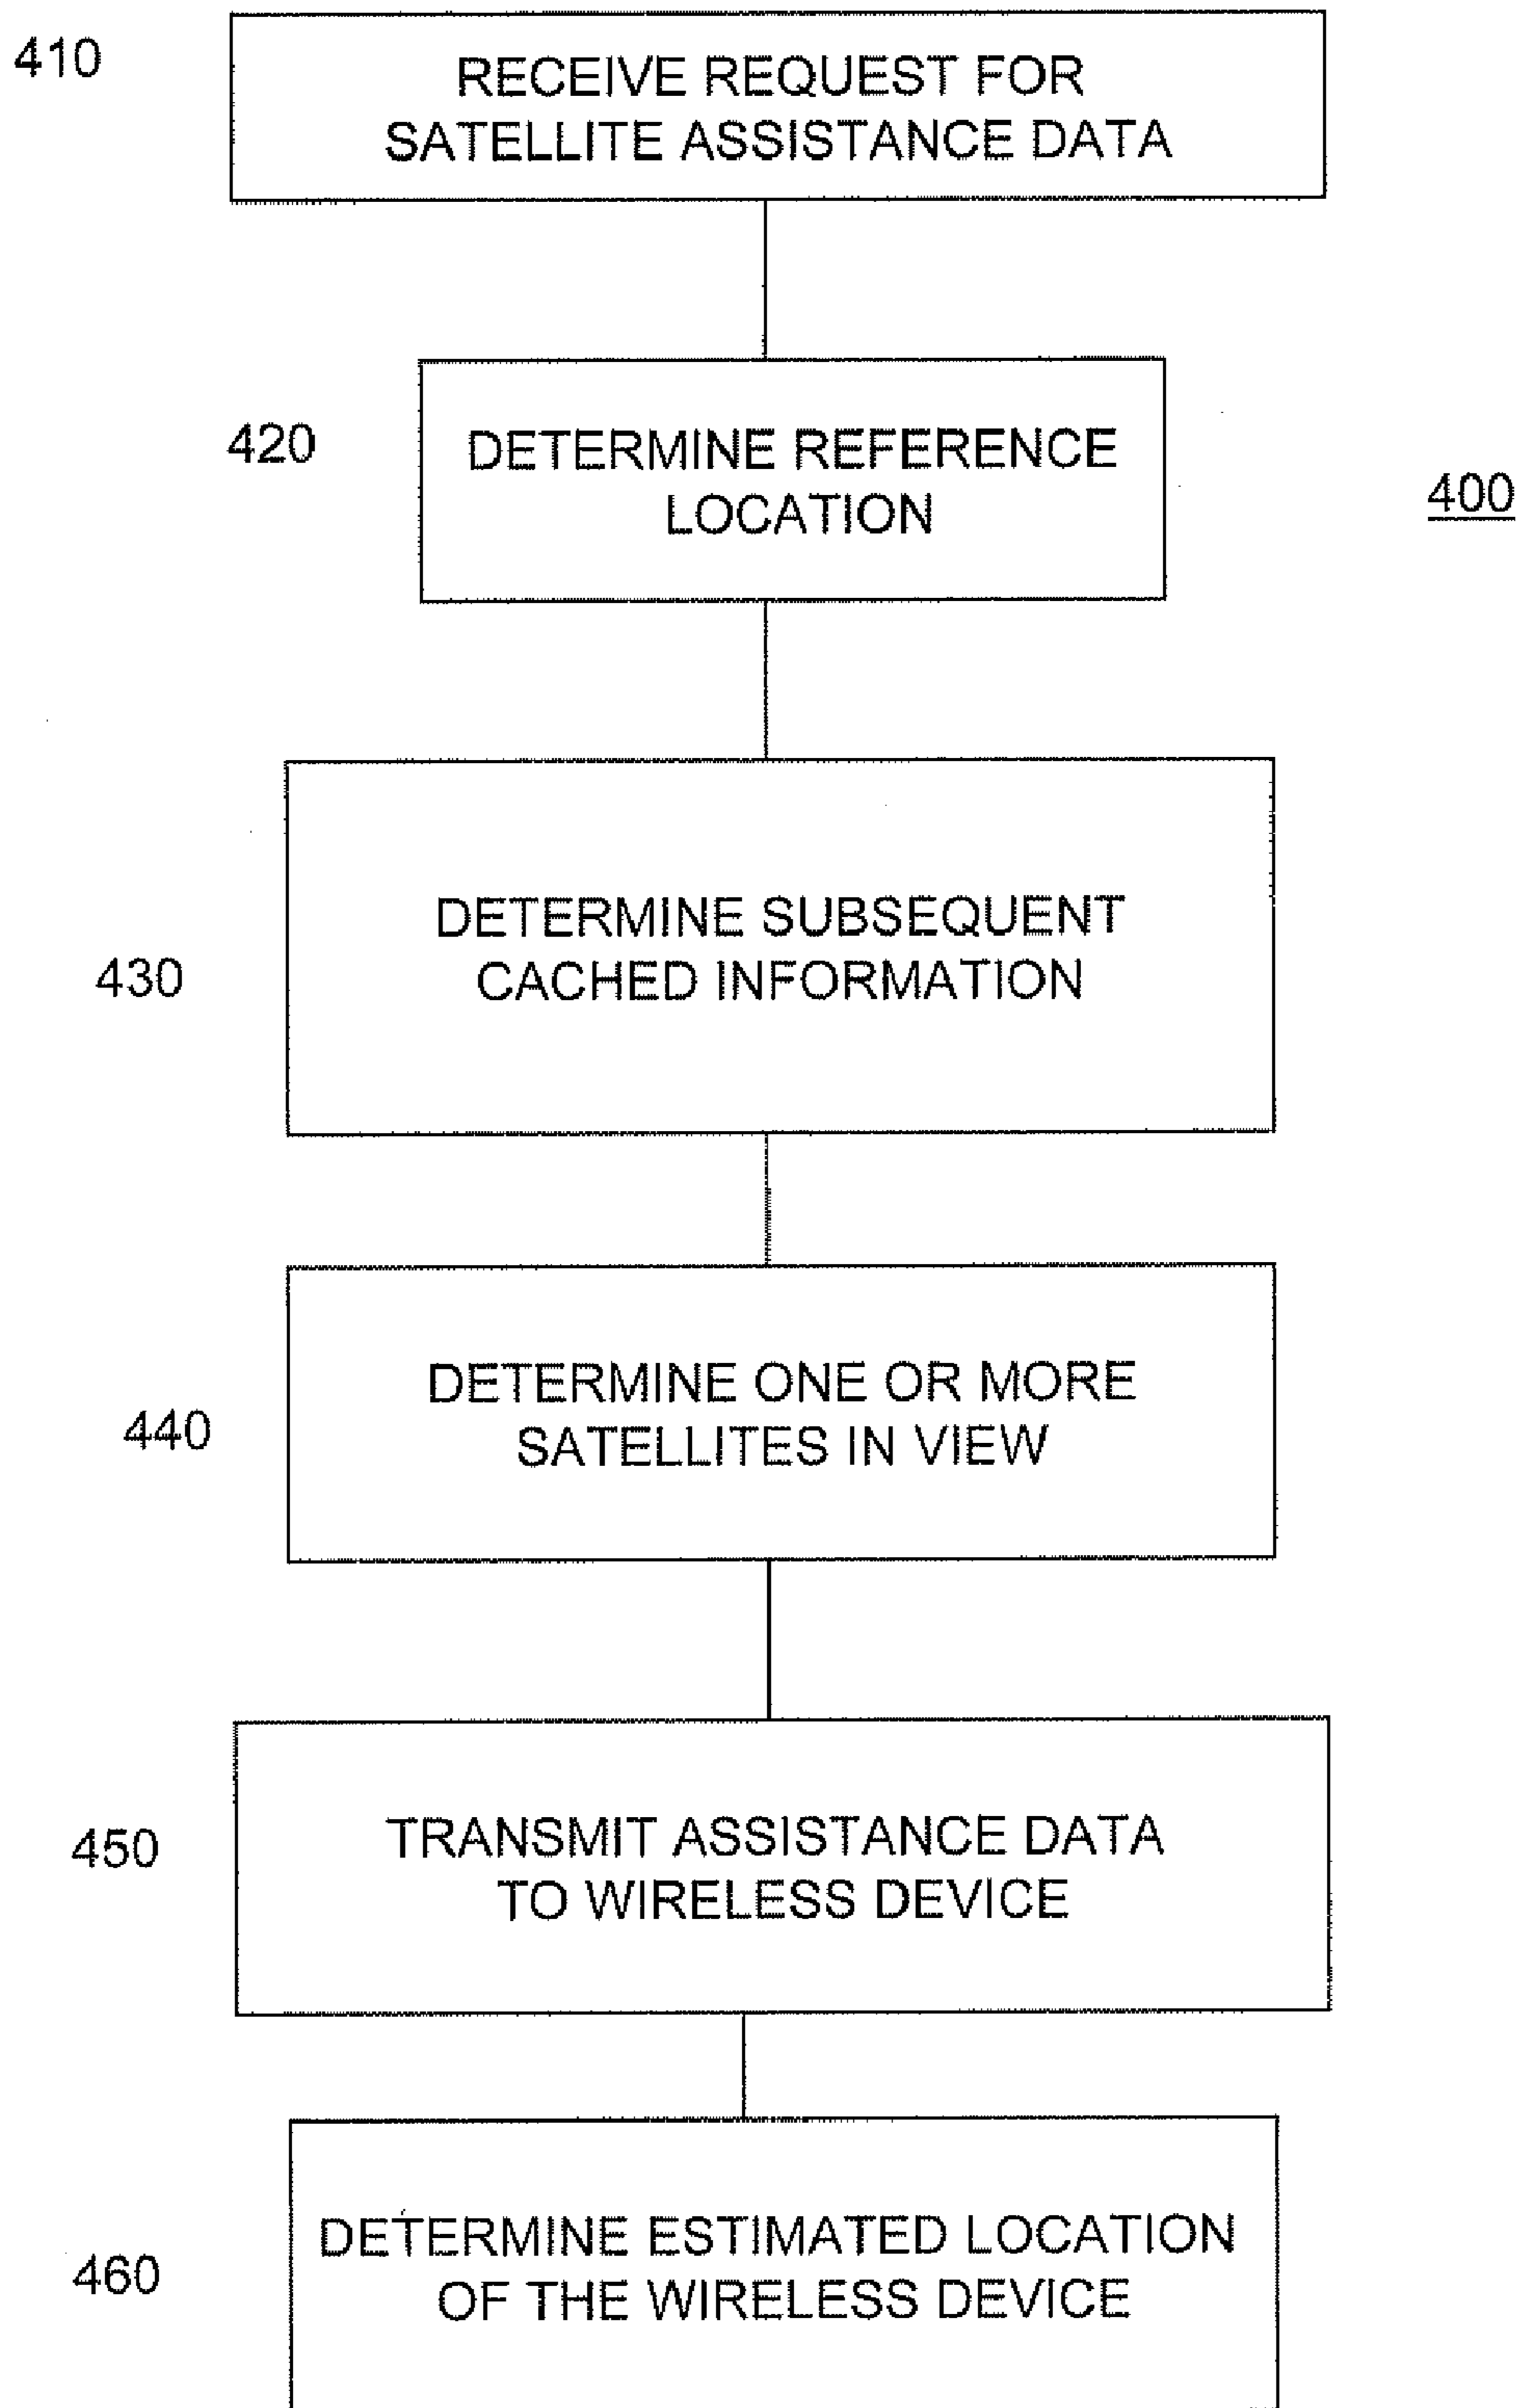 410
RECEIVE REQUEST FOR
SATELLITE ASSISTANCE DATA
420
DETERMINE REFERENCE
LOCATION
400
430
DETERMINE SUBSEQUENT
CACHED INFORMATION
440
DETERMINE ONE OR MORE
SATELLITES IN VIEW
450
TRANSMIT ASSISTANCE DATA
TO WIRELESS DEVICE
460
DETERMINE ESTIMATED LOCATION
OF THE WIRELESS DEVICE